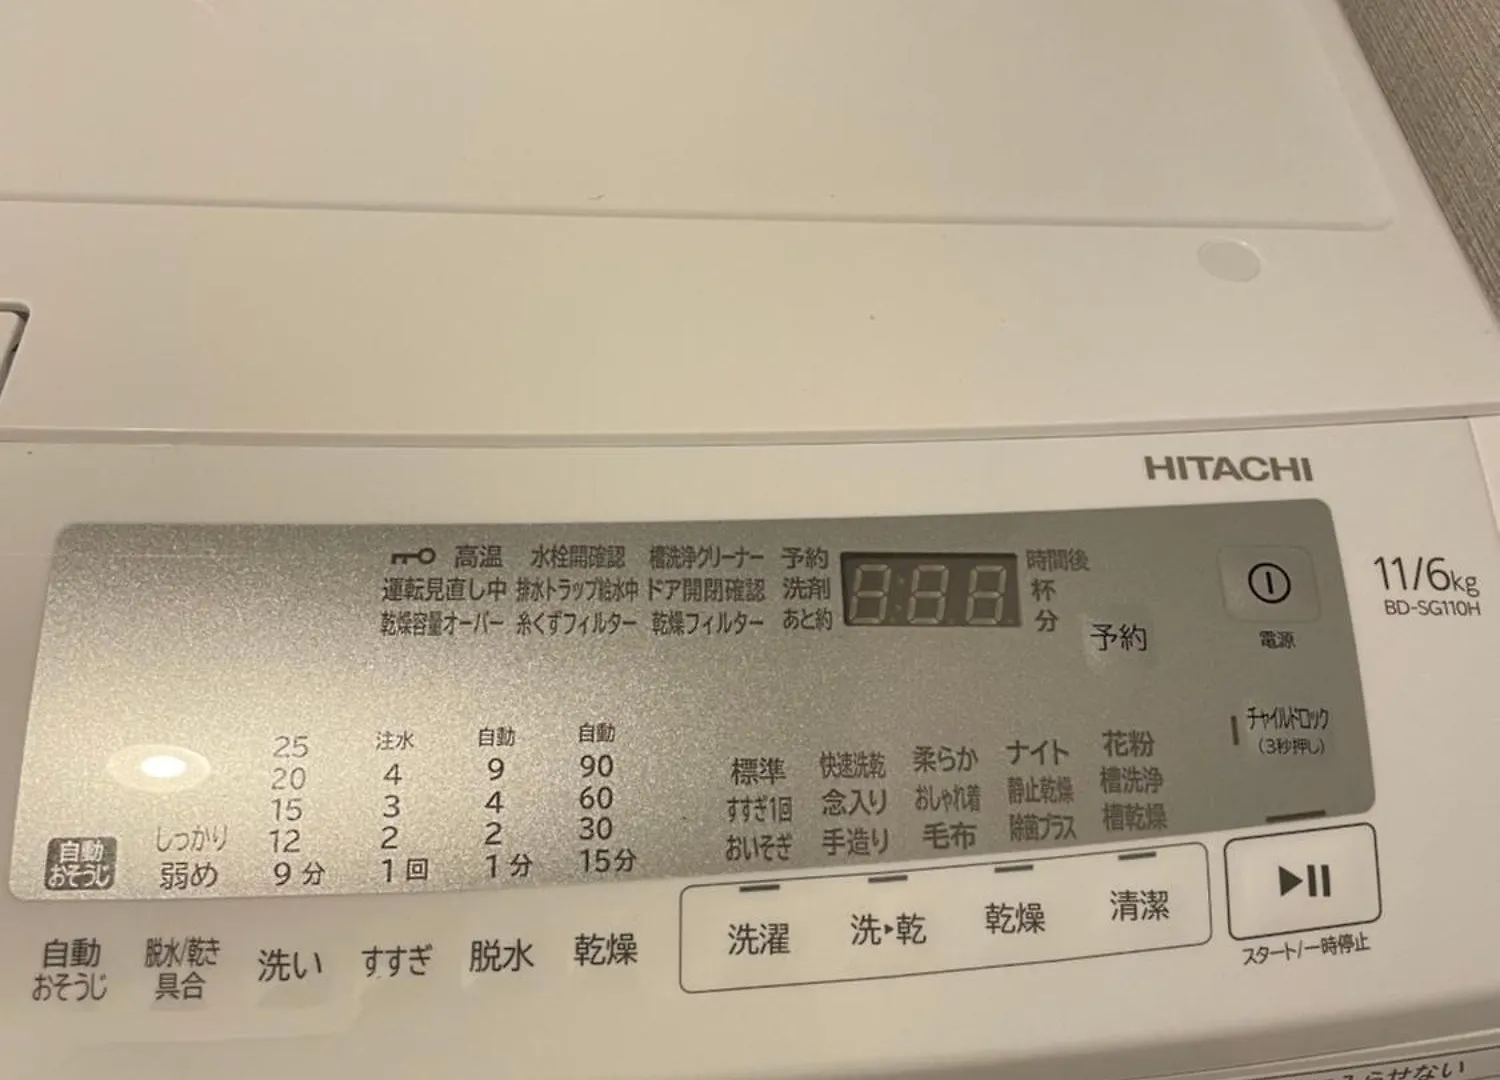 HITACHI
11/6kg
BD-SG110H
高温 水栓開確認 槽洗浄クリーナー 予約 8:88 時間後
運転見直し中 排水トラップ給水中 ドア開閉確認 洗剤 杯
乾燥容量オーバー 糸くずフィルター 乾燥フィルター あと約 分
予約
電源
チャイルドロック
(3秒押し)
25 注水 自動 自動
20 4 9 90
15 3 4 60
しっかり 12 2 2 30
弱め 9分 1回 1分 15分
自動
おそうじ
標準 快速洗乾 柔らか ナイト 花粉
すすぎ1回 念入り おしゃれ着 静止乾燥 槽洗浄
おいそぎ 手造り 毛布 除菌プラス 槽乾燥
自動
おそうじ
脱水/乾き
具合
洗い
すすぎ
脱水
乾燥
洗濯 洗▸乾 乾燥 清潔
スタート/一時停止
らせない